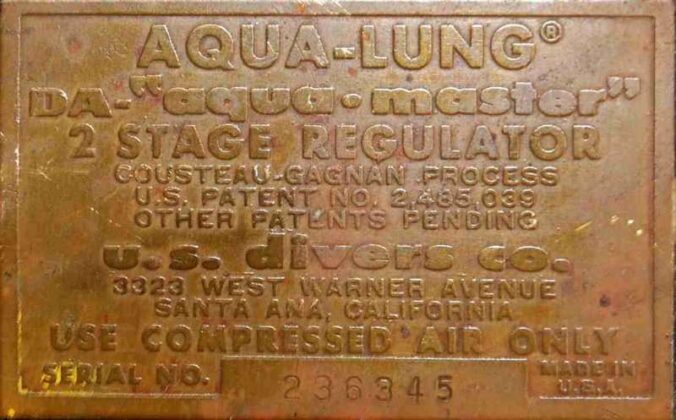 AQUA-LUNG®
DA-"aqua·master"
2 STAGE REGULATOR
COUSTEAU-GAGNAN PROCESS
U.S. PATENT NO. 2,485,039
OTHER PATENTS PENDING
u.s. divers co.
3323 WEST WARNER AVENUE
SANTA ANA, CALIFORNIA
USE COMPRESSED AIR ONLY
SERIAL NO. 236345 MADE IN
U.S.A.